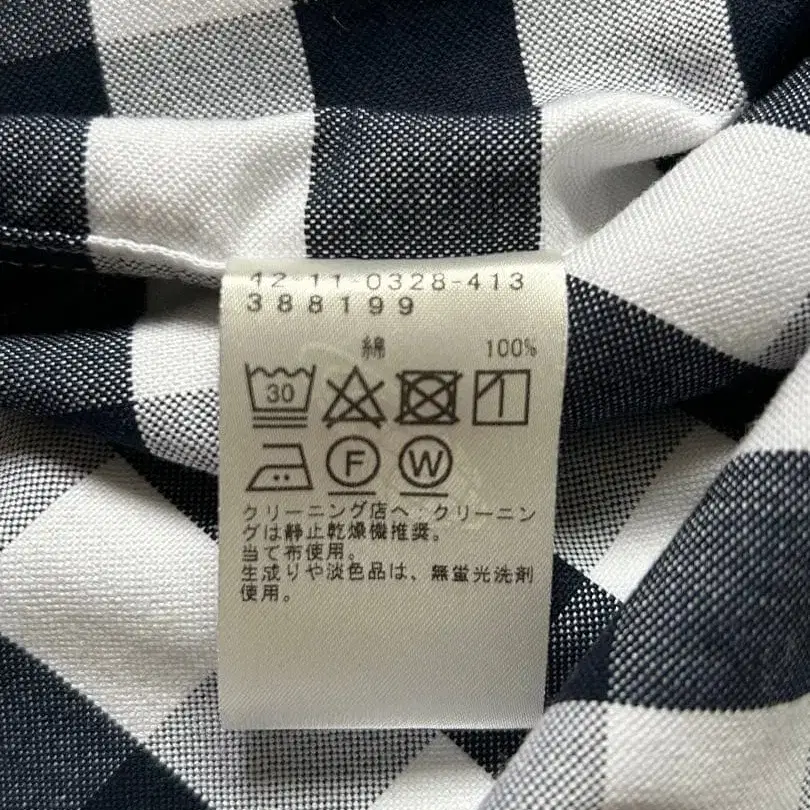 42-11-0328-413
388199
綿 100%
30
F W
クリーニング店へ・クリーニン
グは静止乾燥機推奨。
当て布使用。
生成りや淡色品は、無蛍光洗剤
使用。